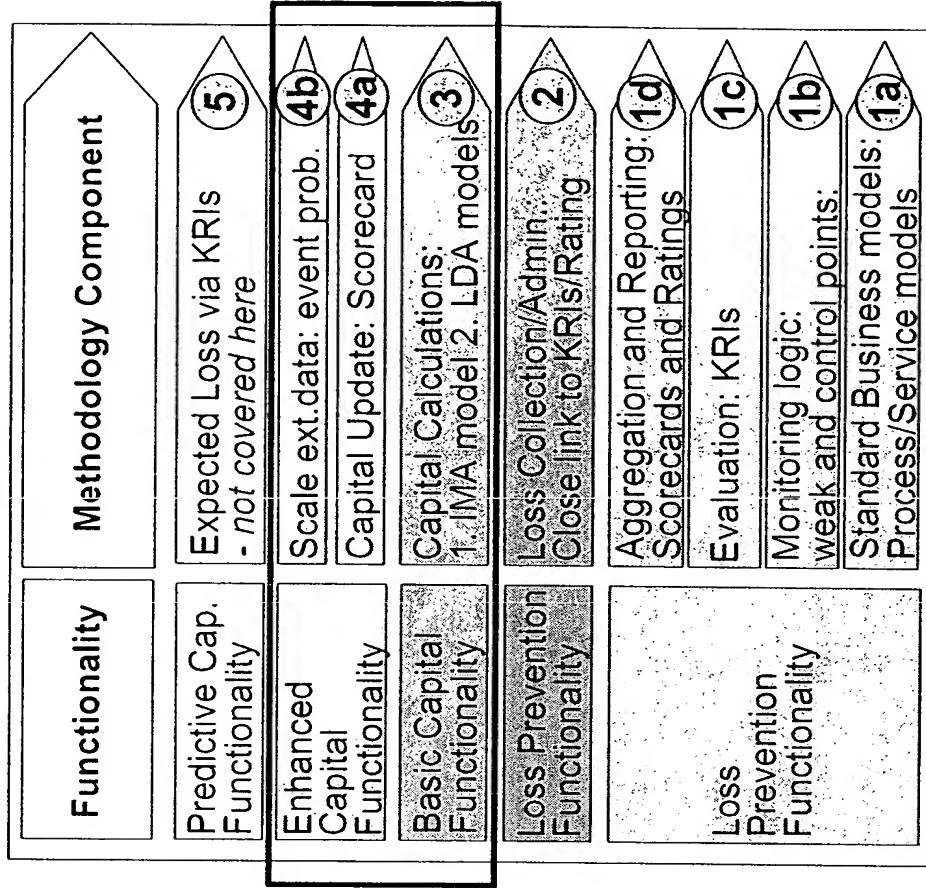 Functionality
Methodology Component
Predictive Cap.
Functionality
Expected Loss via KRIs
- not covered here
5
Enhanced
Capital
Functionality
Scale ext.data: event prob.
4b
Capital Update: Scorecard
4a
Basic Capital
Functionality
Capital Calculations:
1. IMA model 2. LDA models
3
Loss Prevention
Functionality
Loss Collection/Admin.:
Close link to KRIs/Rating
2
Loss
Prevention
Functionality
Aggregation and Reporting:
Scorecards and Ratings
1d
Evaluation: KRIs
1c
Monitoring logic:
weak and control points:
1b
Standard Business models:
Process/Service models
1a